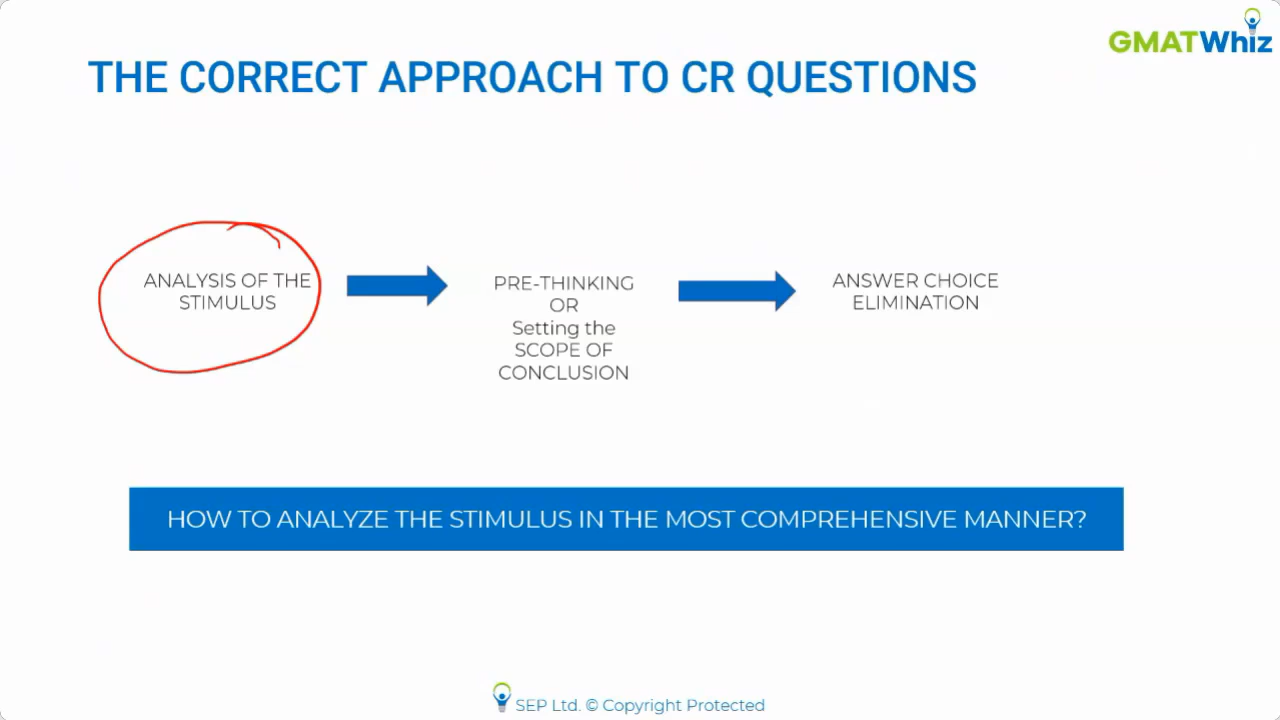 GMATWhiz
THE CORRECT APPROACH TO CR QUESTIONS
ANALYSIS OF THE
STIMULUS
PRE-THINKING
OR
Setting the
SCOPE OF
CONCLUSION
ANSWER CHOICE
ELIMINATION
HOW TO ANALYZE THE STIMULUS IN THE MOST COMPREHENSIVE MANNER?
SEP Ltd. © Copyright Protected